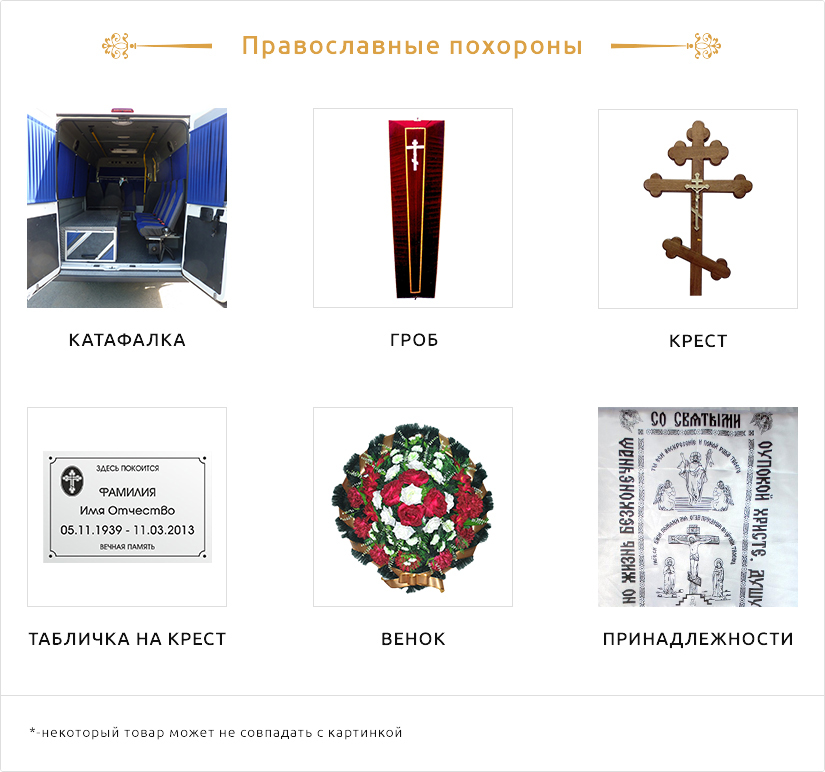 Православные похороны
КАТАФАЛКА
ГРОБ
КРЕСТ
ЗДЕСЬ ПОКОИТСЯ
ФАМИЛИЯ
Имя Отчество
05.11.1939 - 11.03.2013
ВЕЧНАЯ ПАМЯТЬ
СО СВЯТЫМИ
УПОКОЙ ХРИСТЕ, ДУШУ
НО ЖИЗНЬ БЕЗКОНЕЧНАЯ
ТАБЛИЧКА НА КРЕСТ
ВЕНОК
ПРИНАДЛЕЖНОСТИ
*-некоторый товар может не совпадать с картинкой